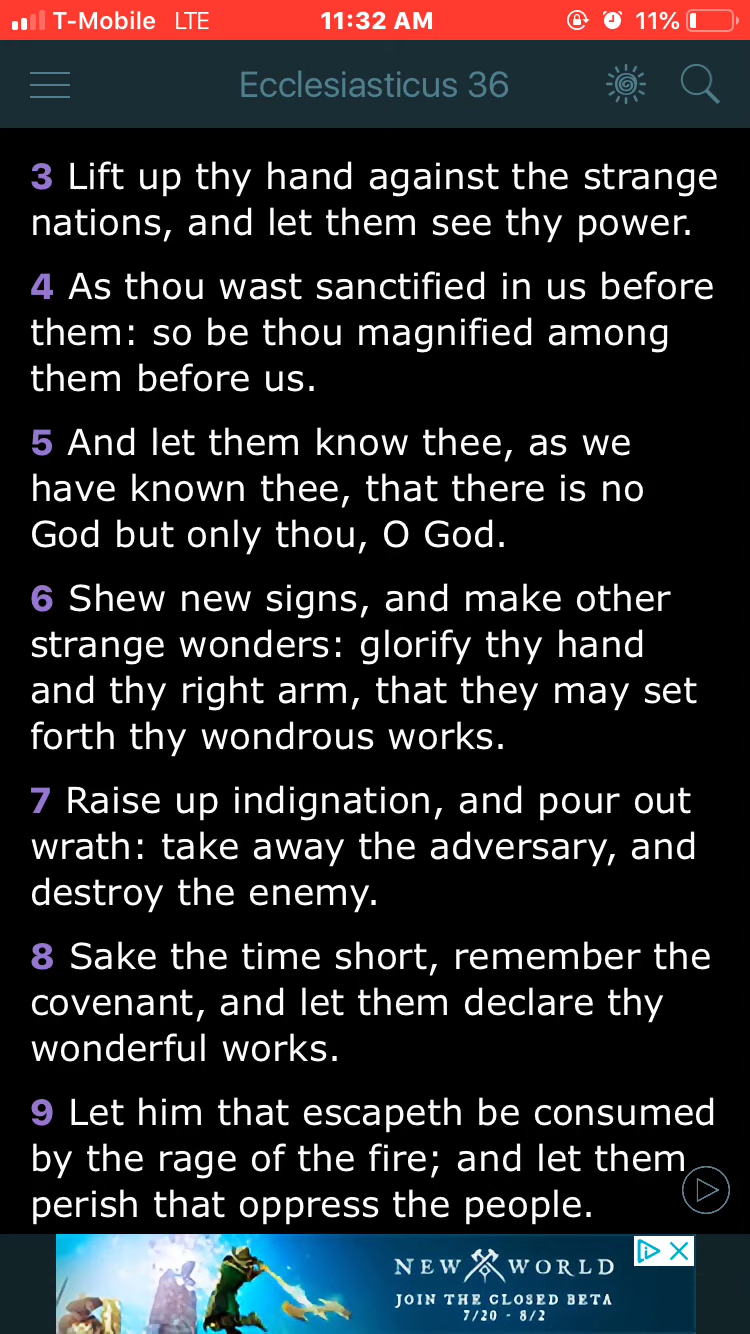 T-Mobile LTE 11:32 AM 11%
Ecclesiasticus 36
3 Lift up thy hand against the strange
nations, and let them see thy power.
4 As thou wast sanctified in us before
them: so be thou magnified among
them before us.
5 And let them know thee, as we
have known thee, that there is no
God but only thou, O God.
6 Shew new signs, and make other
strange wonders: glorify thy hand
and thy right arm, that they may set
forth thy wondrous works.
7 Raise up indignation, and pour out
wrath: take away the adversary, and
destroy the enemy.
8 Sake the time short, remember the
covenant, and let them declare thy
wonderful works.
9 Let him that escapeth be consumed
by the rage of the fire; and let them
perish that oppress the people.
NEW WORLD
JOIN THE CLOSED BETA
7/20 - 8/2